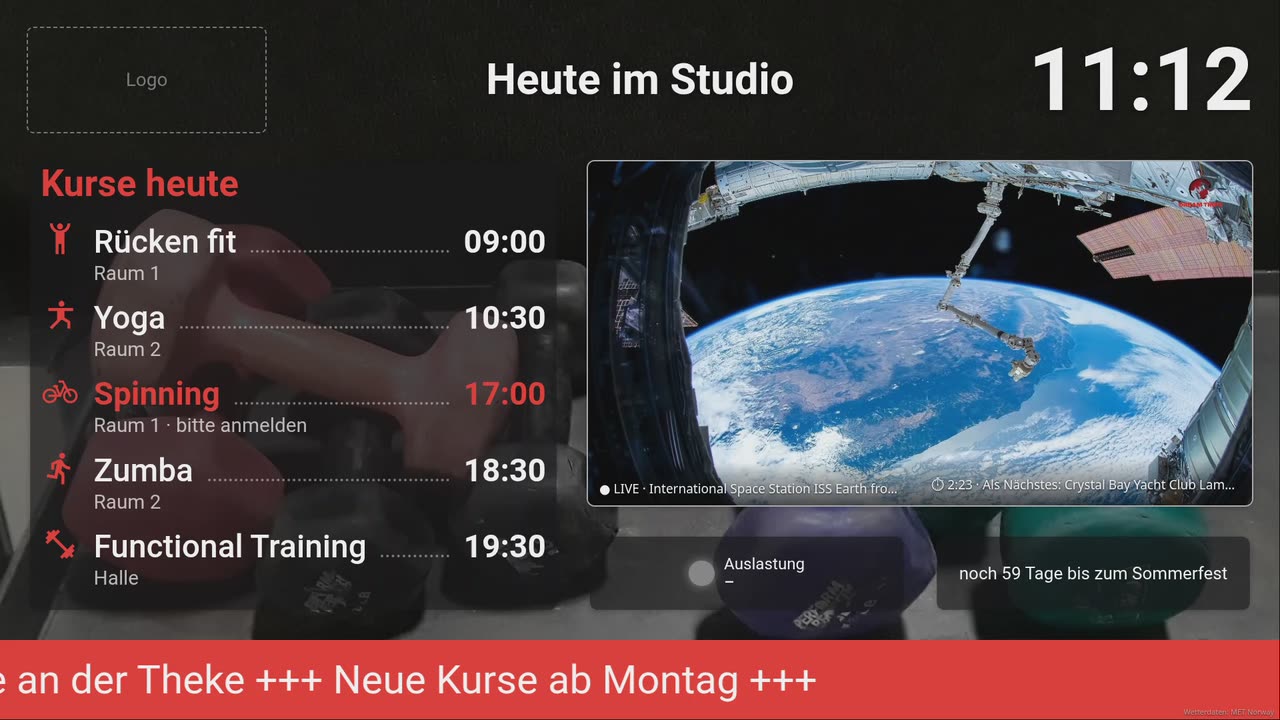 Logo
Heute im Studio
11:12
Kurse heute
Rücken fit 09:00
Raum 1
Yoga 10:30
Raum 2
Spinning 17:00
Raum 1 · bitte anmelden
Zumba 18:30
Raum 2
Functional Training 19:30
Halle
● LIVE · International Space Station ISS Earth fro...
⏱ 2:23 · Als Nächstes: Crystal Bay Yacht Club Lam...
Auslastung
–
noch 59 Tage bis zum Sommerfest
PERFORM
e an der Theke +++ Neue Kurse ab Montag +++
Wetterdaten: MET Norway